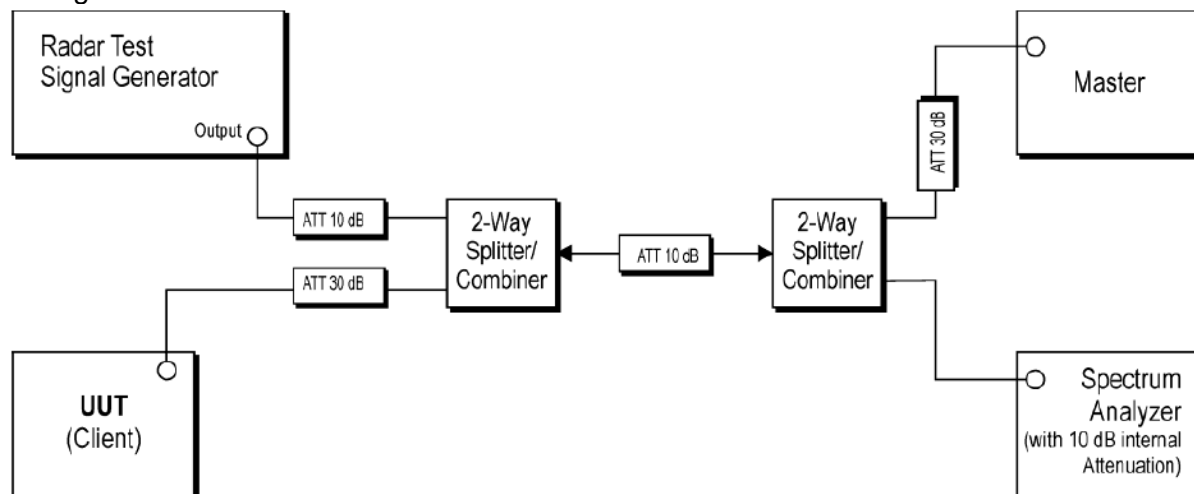 Radar Test
Signal Generator
Output
ATT 10 dB
ATT 30 dB
2-Way
Splitter/
Combiner
ATT 10 dB
2-Way
Splitter/
Combiner
ATT 30 dB
Master
UUT
(Client)
Spectrum
Analyzer
(with 10 dB internal
Attenuation)